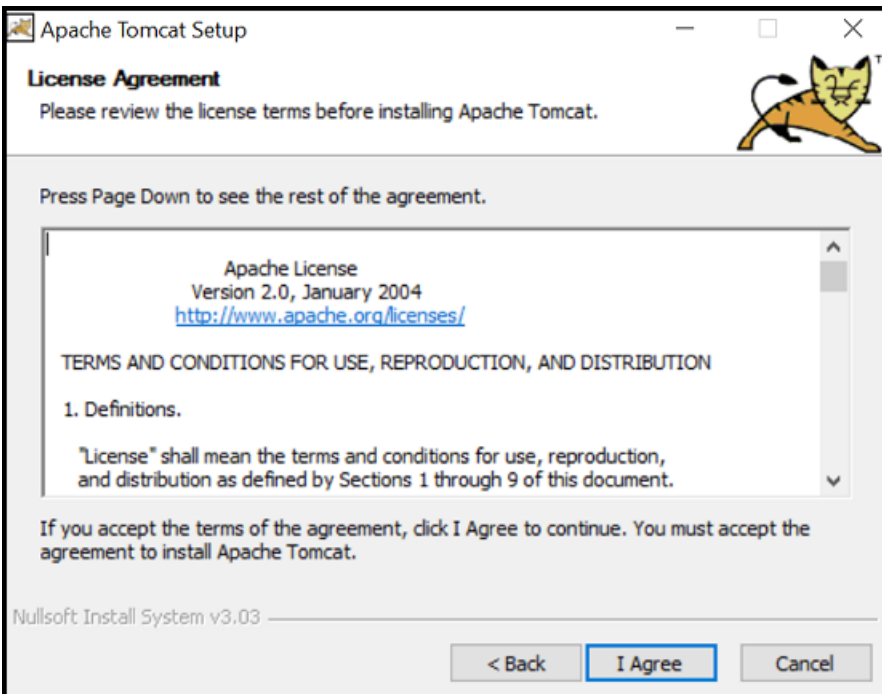 Apache Tomcat Setup
License Agreement
Please review the license terms before installing Apache Tomcat.
Press Page Down to see the rest of the agreement.
Apache License
Version 2.0, January 2004
http://www.apache.org/licenses/
TERMS AND CONDITIONS FOR USE, REPRODUCTION, AND DISTRIBUTION
1. Definitions.
"License" shall mean the terms and conditions for use, reproduction,
and distribution as defined by Sections 1 through 9 of this document.
If you accept the terms of the agreement, click I Agree to continue. You must accept the
agreement to install Apache Tomcat.
Nullsoft Install System v3.03
< Back I Agree Cancel